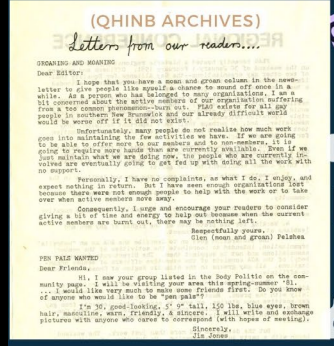 (QHINB ARCHIVES)
Letters from our readers....
GROANING AND MOANING
Dear Editor:
I hope that you have a moan and groan column in the news-
letter to give people like myself a chance to sound off once in a
while. As a person who has belonged to many organizations, I am a
bit concerned about the active members of our organization suffering
from a too common phenomenon--burn out. FLAG exists for all gay
people in southern New Brunswick and our already difficult world
would be worse off if it did not exist.
Unfortunately, many people do not realize how much work
goes into maintaining the few activities we have. If we are going
to be able to offer more to our members and to non-members, it is
going to require more hands than are currently available. Even if we
just maintain what we are doing now, the people who are currently in-
volved are eventually going to get fed up with doing all the work with
no support.
Personally, I have no complaints, as what I do, I enjoy, and
expect nothing in return. But I have seen enough organizations lost
because there were not enough people to help with the work or to take
over when active members move away.
Consequently, I urge and encourage your readers to consider
giving a bit of time and energy to help out because when the current
active members are burnt out, there may be nothing left.
Respectfully yours,
Glen (moan and groan) Pelshea
PEN PALS WANTED
Dear Friends,
Hi, I saw your group listed in the Body Politic on the com-
munity page. I will be visiting your area this spring-summer '81.
... I would like very much to make some friends first. Do you know
of anyone who would like to be "pen pals"?
I'm 38, good-looking, 5' 9" tall, 150 lbs, blue eyes, brown
hair, masculine, warm, friendly, & sincere. I will write and exchange
pictures with anyone who cares to correspond (with hopes of meeting).
Sincerely,
Jim Jones